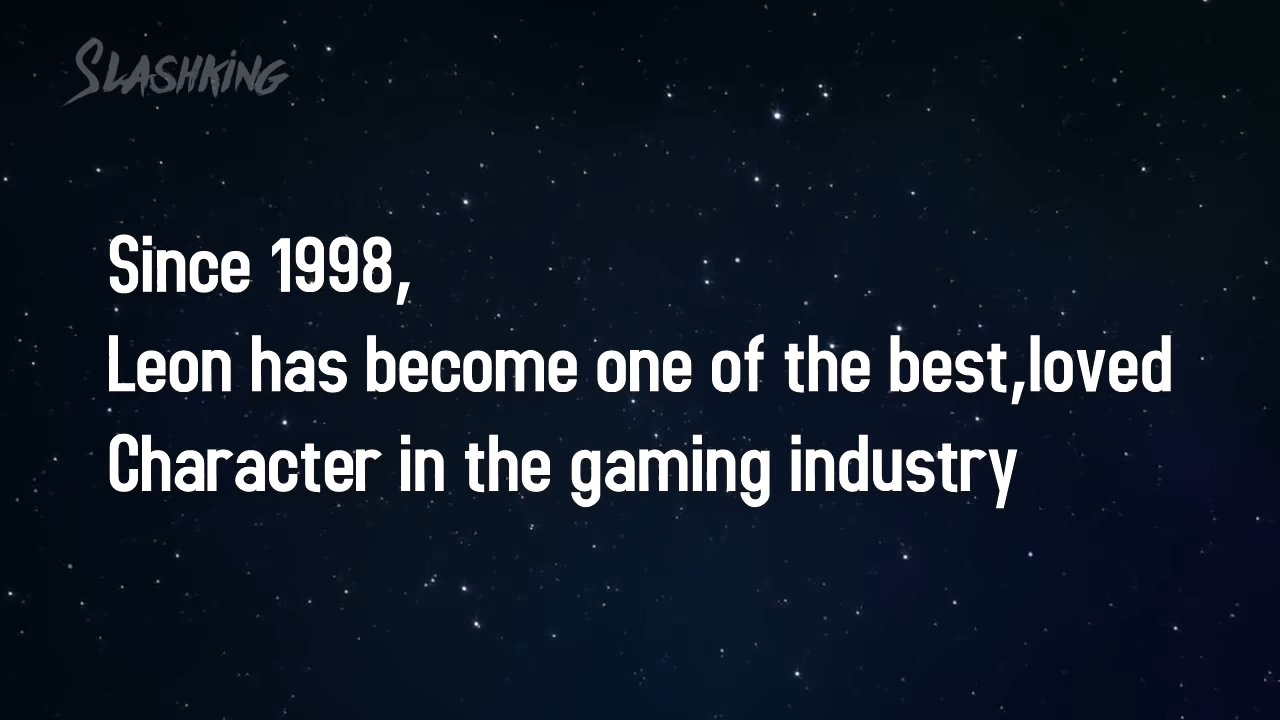 SLASHKING
Since 1998,
Leon has become one of the best,loved
Character in the gaming industry